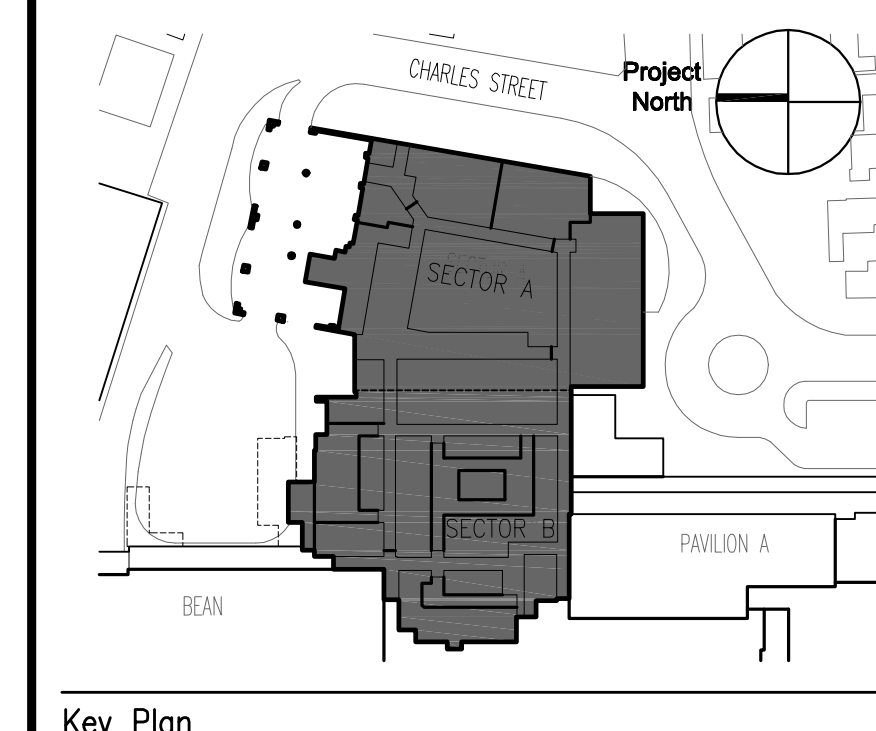 CHARLES STREET
Project
North
SECTOR A
SECTOR B
PAVILION A
BEAN
Key Plan